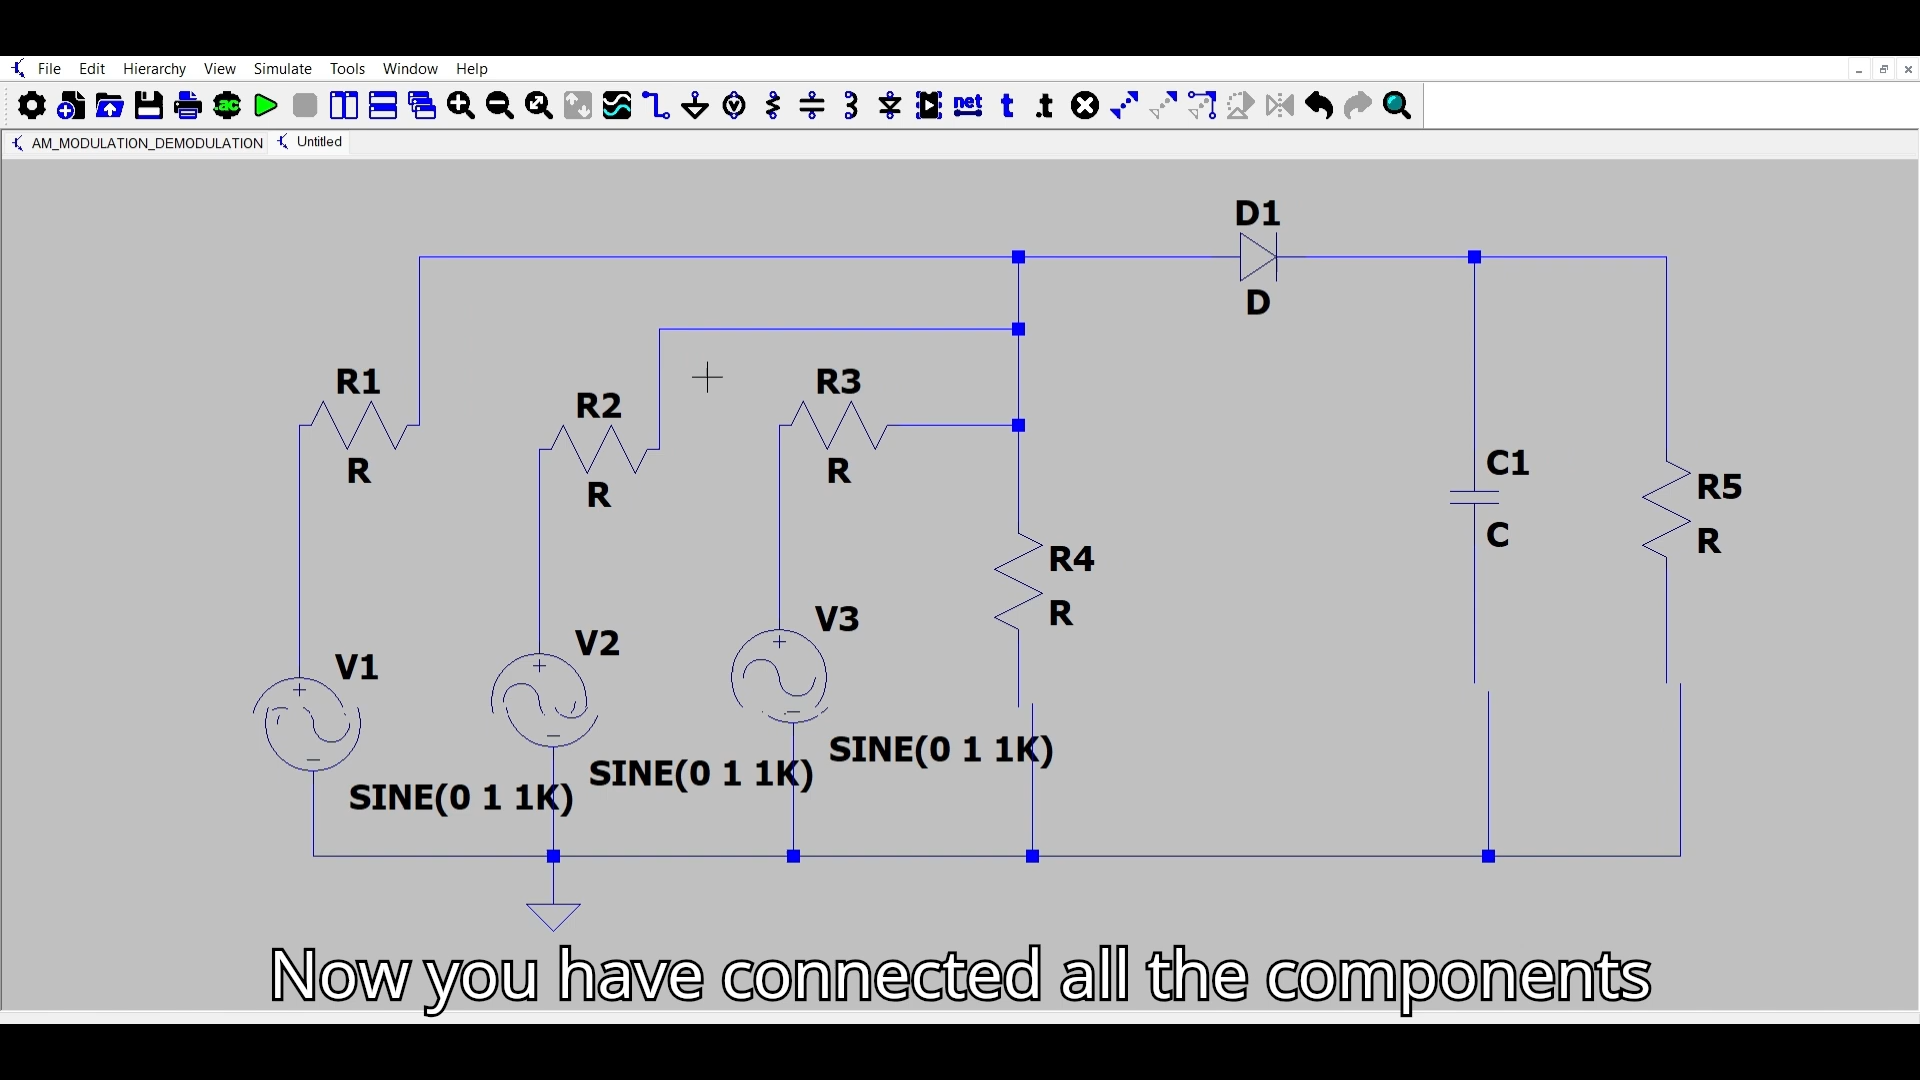 File Edit Hierarchy View Simulate Tools Window Help
.ac net t .t
AM_MODULATION_DEMODULATION Untitled
D1
D
R1
R
R2
R
R3
R
R4
R
C1
C
R5
R
V1
SINE(0 1 1K)
V2
SINE(0 1 1K)
V3
SINE(0 1 1K)
Now you have connected all the components